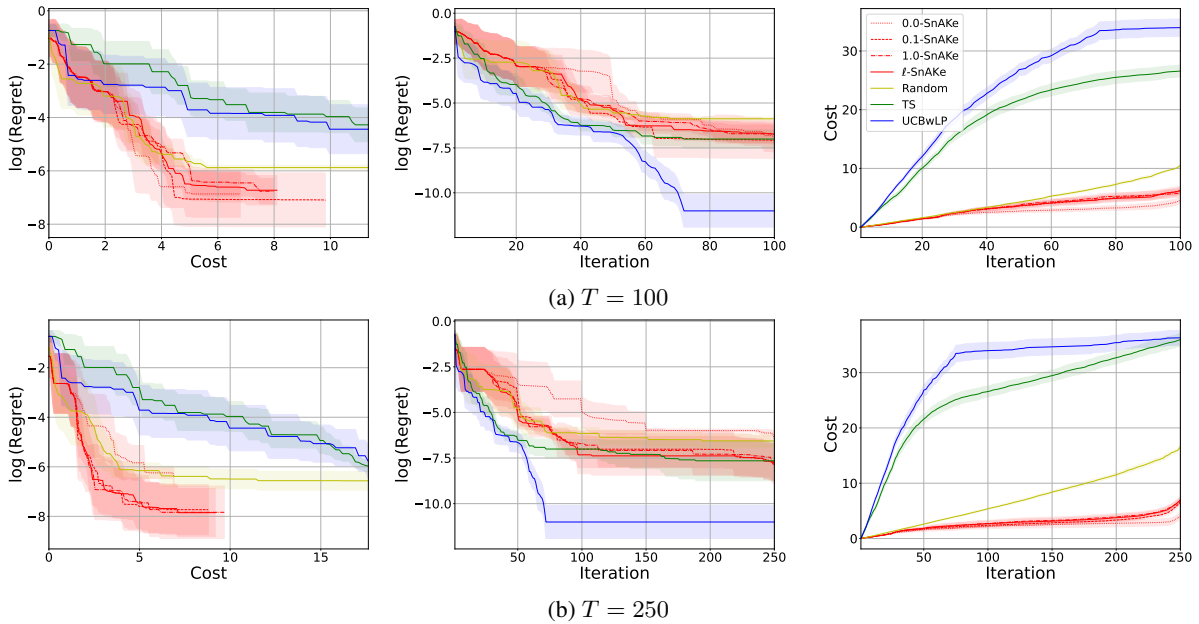 0
−2
−4
−6
−8
log (Regret)
0 2 4 6 8 10
Cost
0.0
−2.5
−5.0
−7.5
−10.0
log (Regret)
20 40 60 80 100
Iteration
30
20
10
0
Cost
20 40 60 80 100
Iteration
0.0-SnAKe
0.1-SnAKe
1.0-SnAKe
ℓ-SnAKe
Random
TS
UCBwLP
(a) T = 100
−2
−4
−6
−8
log (Regret)
0 5 10 15
Cost
0.0
−2.5
−5.0
−7.5
−10.0
log (Regret)
50 100 150 200 250
Iteration
30
20
10
0
Cost
50 100 150 200 250
Iteration
(b) T = 250